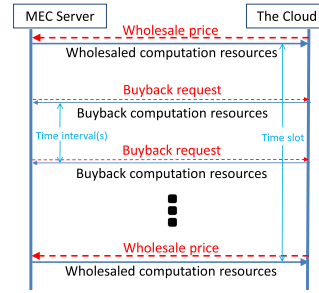 MEC Server
The Cloud
Wholesale price
Wholesaled computation resources
Buyback request
Buyback computation resources
Time interval(s)
Time slot
Buyback request
Buyback computation resources
Wholesale price
Wholesaled computation resources